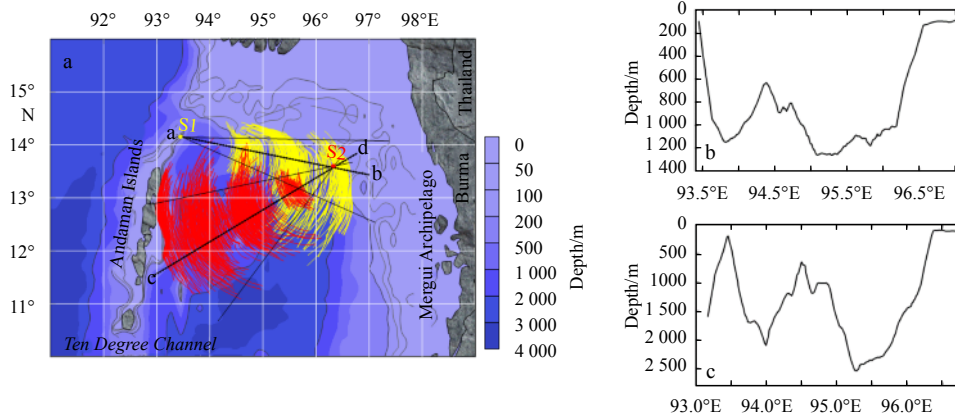 92° 93° 94° 95° 96° 97° 98°E
a
15°
N
14°
13°
12°
11°
S1
a
S2
d
b
c
Andaman Islands
Mergui Archipelago
Burma
Thailand
Ten Degree Channel
0
50
100
200
500
1 000
2 000
3 000
4 000
Depth/m
0
200
400
600
800
1 000
1 200
1 400
Depth/m
b
93.5°E 94.5°E 95.5°E 96.5°E
0
500
1 000
1 500
2 000
2 500
Depth/m
c
93.0°E 94.0°E 95.0°E 96.0°E